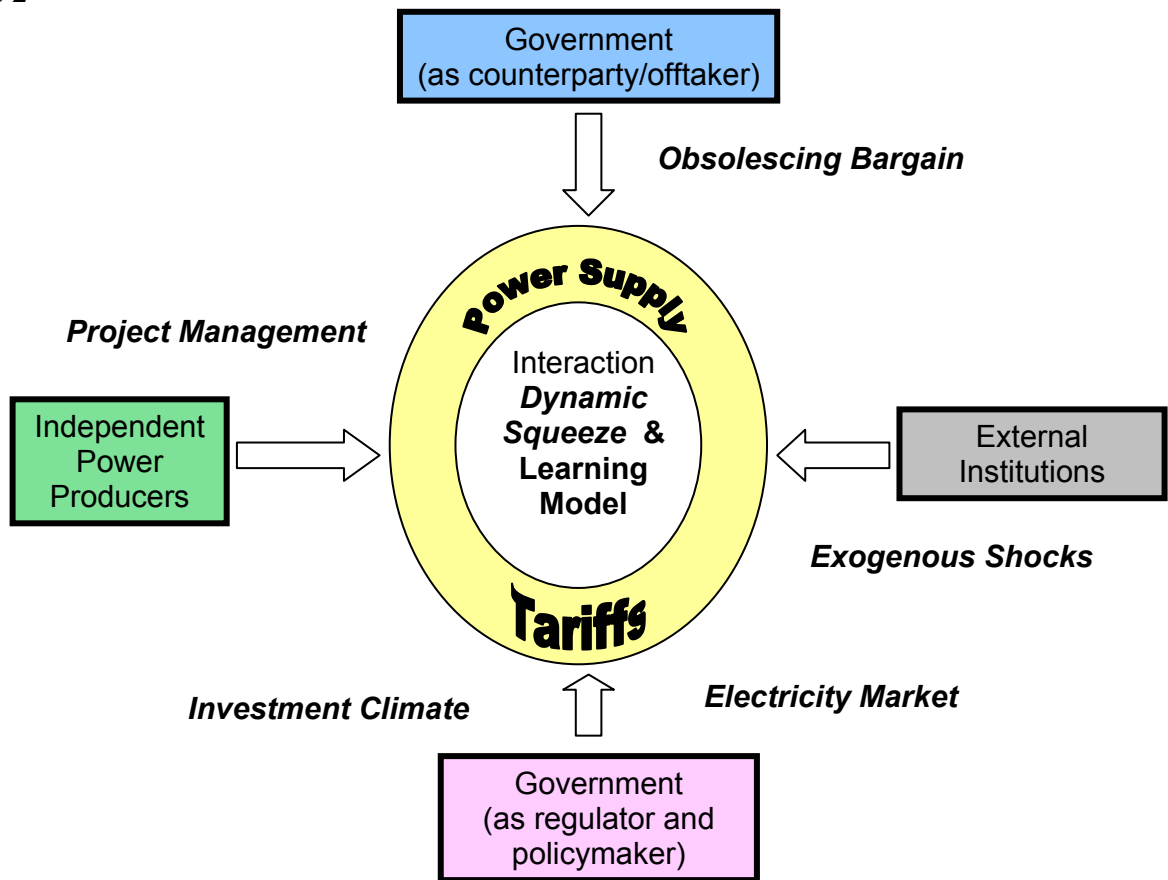 Government
(as counterparty/offtaker)
Obsolescing Bargain
Power Supply
Project Management
Interaction
Dynamic
Squeeze & 
Learning
Model
Independent
Power
Producers
External
Institutions
Exogenous Shocks
Tariffs
Investment Climate
Electricity Market
Government
(as regulator and
policymaker)